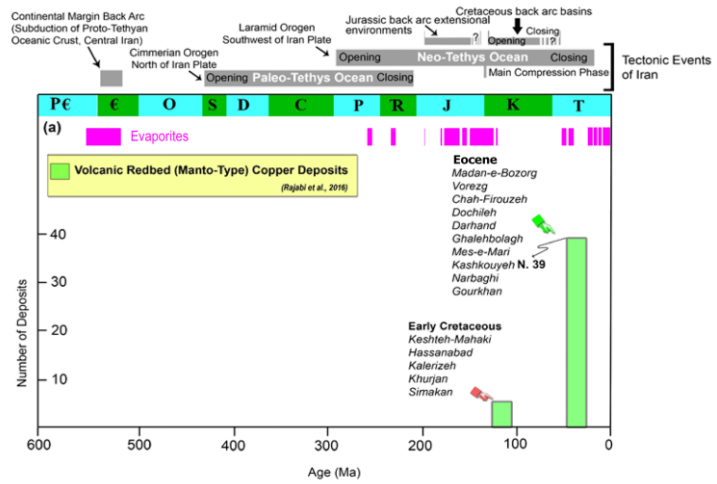 Continental Margin Back Arc
(Subduction of Proto-Tethyan
Oceanic Crust, Central Iran)
Cimmerian Orogen
North of Iran Plate
Laramid Orogen
Southwest of Iran Plate
Jurassic back arc extensional
environments
Cretaceous back arc basins
Closing
?
Opening
?
Opening Neo-Tethys Ocean Closing
Opening Paleo-Tethys Ocean Closing
Main Compression Phase
Tectonic Events
of Iran
P€ € O S D C P TR J K T
(a)
Evaporites
Volcanic Redbed (Manto-Type) Copper Deposits
(Rajabi et al., 2016)
Eocene
Madan-e-Bozorg
Vorezg
Chah-Firouzeh
Dochileh
Darhand
Ghalehbolagh
Mes-e-Mari
Kashkouyeh N. 39
Narbaghi
Gourkhan
Early Cretaceous
Keshteh-Mahaki
Hassanabad
Kalerizeh
Khurjan
Simakan
Number of Deposits
40
30
20
10
600 500 400 300 200 100 0
Age (Ma)